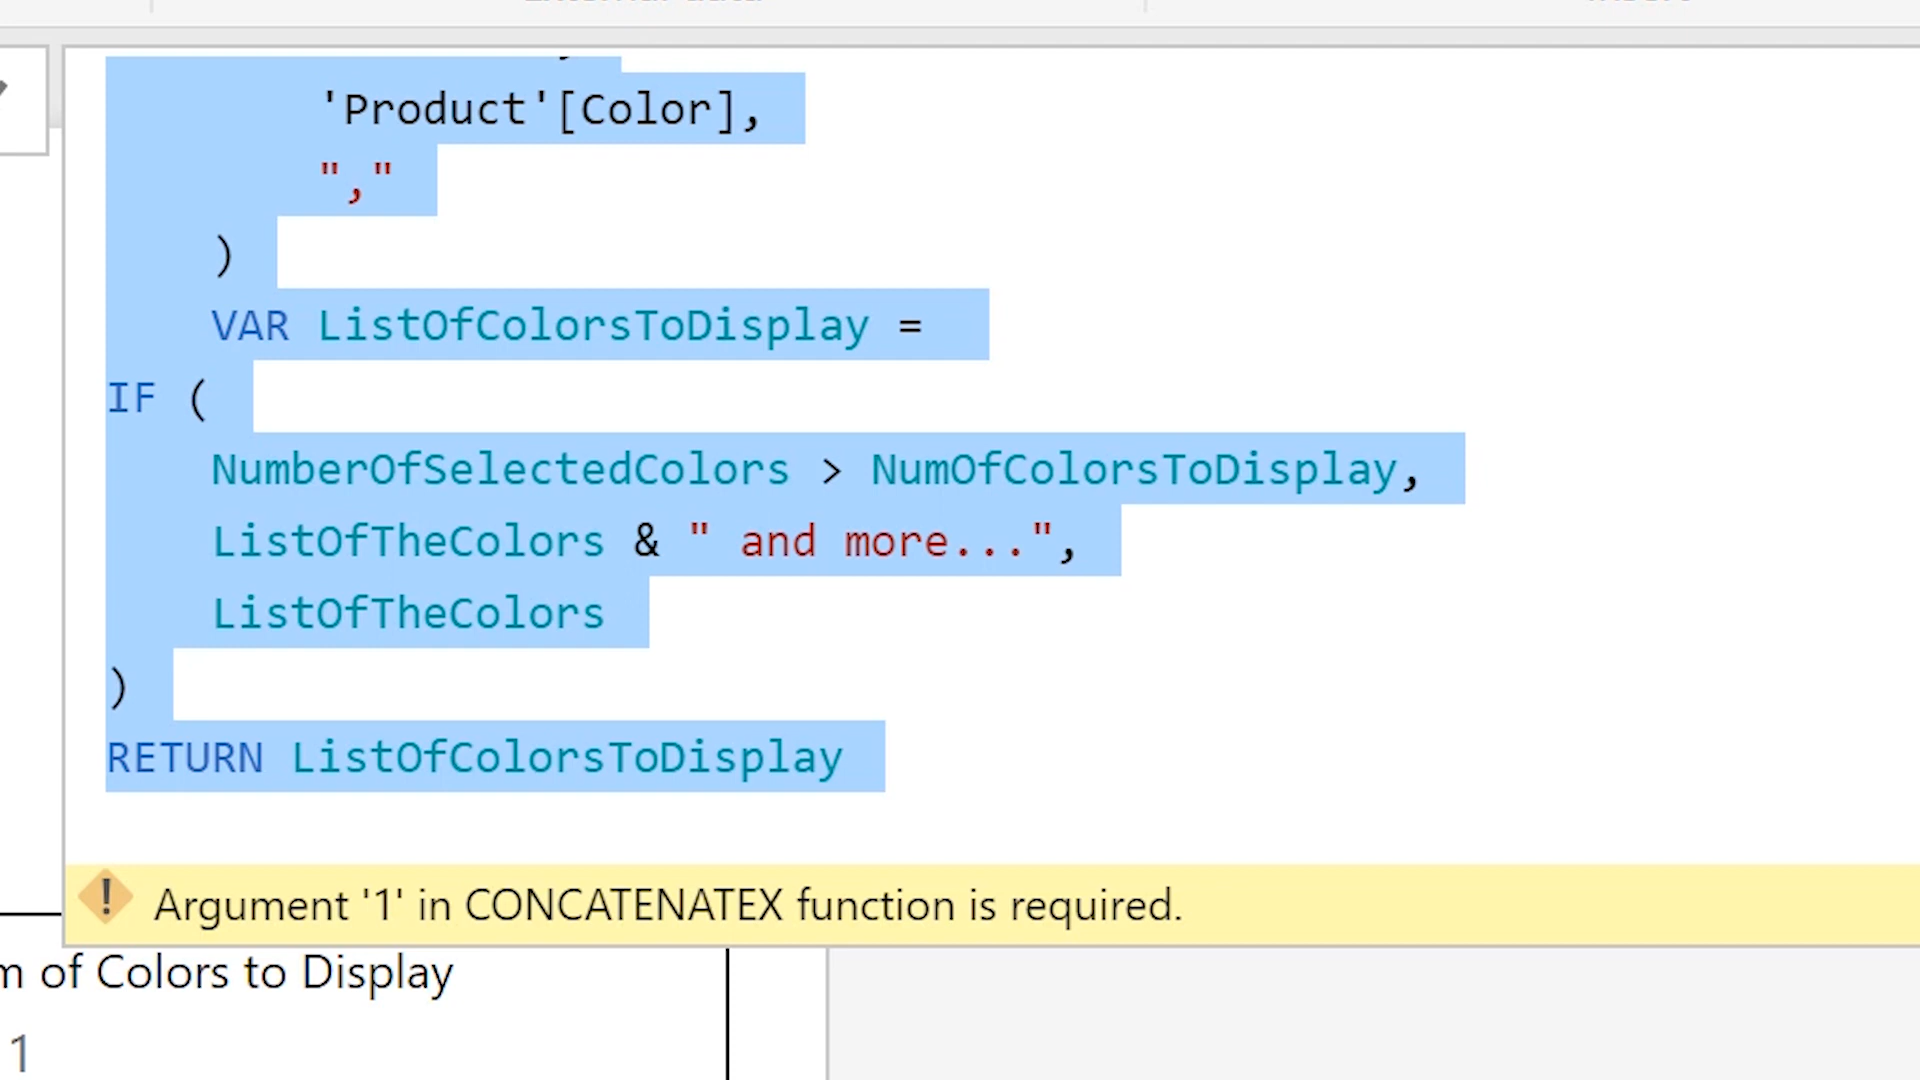 'Product'[Color],
","
)
VAR ListOfColorsToDisplay =
IF (
NumberOfSelectedColors > NumOfColorsToDisplay,
ListOfTheColors & " and more...",
ListOfTheColors
)
RETURN ListOfColorsToDisplay
! Argument '1' in CONCATENATEX function is required.
of Colors to Display
1